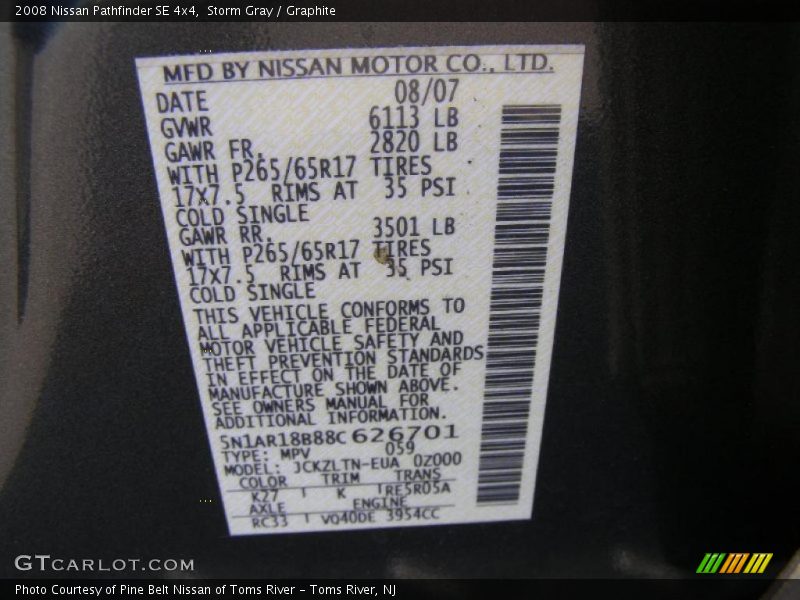 2008 Nissan Pathfinder SE 4x4,  Storm Gray / Graphite
MFD BY NISSAN MOTOR CO., LTD.
DATE 08/07
GVWR 6113 LB
GAWR FR. 2820 LB
WITH P265/65R17 TIRES
17X7.5 RIMS AT 35 PSI
COLD SINGLE
GAWR RR. 3501 LB
WITH P265/65R17 TIRES
17X7.5 RIMS AT 35 PSI
COLD SINGLE
THIS VEHICLE CONFORMS TO
ALL APPLICABLE FEDERAL
MOTOR VEHICLE SAFETY AND
THEFT PREVENTION STANDARDS
IN EFFECT ON THE DATE OF
MANUFACTURE SHOWN ABOVE.
SEE OWNERS MANUAL FOR
ADDITIONAL INFORMATION.
5N1AR18B88C626701
TYPE: MPV 059
MODEL: JCKZLTN-EUA 0Z000
COLOR TRIM TRANS
K27 K RE5R05A
AXLE ENGINE
RC33 VQ40DE 3954CC
GTCARLOT.COM
Photo Courtesy of Pine Belt Nissan of Toms River - Toms River, NJ